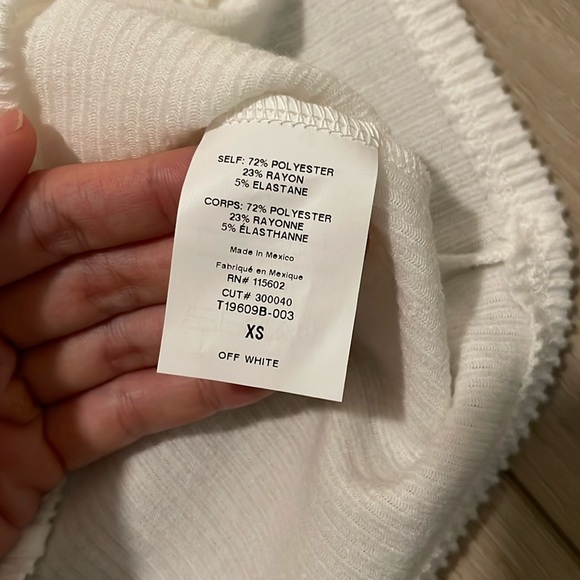 SELF: 72% POLYESTER
23% RAYON
5% ELASTANE
CORPS: 72% POLYESTER
23% RAYONNE
5% ÉLASTHANNE
Made in Mexico
Fabriqué en Mexique
RN# 115602
CUT# 300040
T19609B-003
XS
OFF WHITE